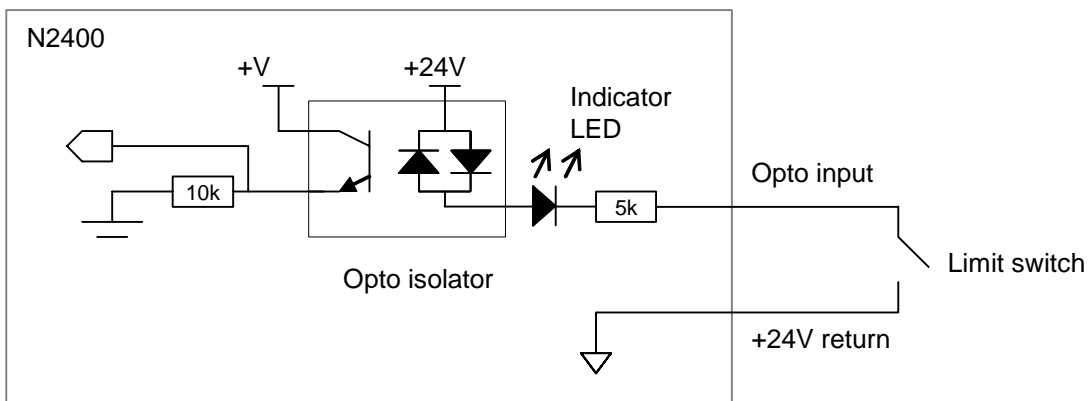 N2400
+V
+24V
Indicator
LED
Opto input
10k
5k
Limit switch
Opto isolator
+24V return